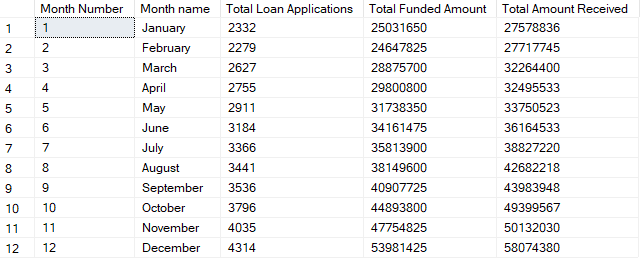 Month Number Month name Total Loan Applications Total Funded Amount Total Amount Received
1 1 January 2332 25031650 27578836
2 2 February 2279 24647825 27717745
3 3 March 2627 28875700 32264400
4 4 April 2755 29800800 32495533
5 5 May 2911 31738350 33750523
6 6 June 3184 34161475 36164533
7 7 July 3366 35813900 38827220
8 8 August 3441 38149600 42682218
9 9 September 3536 40907725 43983948
10 10 October 3796 44893800 49399567
11 11 November 4035 47754825 50132030
12 12 December 4314 53981425 58074380